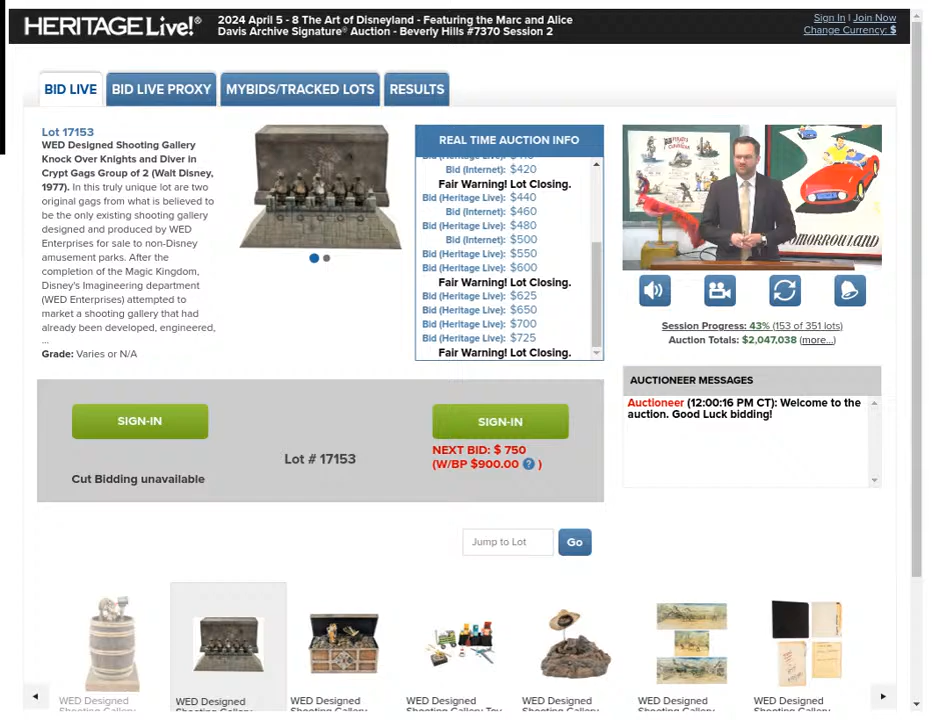 HERITAGE Live!®
2024 April 5 - 8 The Art of Disneyland - Featuring the Marc and Alice
Davis Archive Signature® Auction - Beverly Hills #7370 Session 2
Sign In | Join Now
Change Currency: $
BID LIVE
BID LIVE PROXY
MYBIDS/TRACKED LOTS
RESULTS
Lot 17153
WED Designed Shooting Gallery
Knock Over Knights and Diver in
Crypt Gags Group of 2 (Walt Disney,
1977). In this truly unique lot are two
original gags from what is believed to
be the only existing shooting gallery
designed and produced by WED
Enterprises for sale to non-Disney
amusement parks. After the
completion of the Magic Kingdom,
Disney's Imagineering department
(WED Enterprises) attempted to
market a shooting gallery that had
already been developed, engineered,
...
Grade: Varies or N/A
REAL TIME AUCTION INFO
Bid (Internet): $420
Fair Warning! Lot Closing.
Bid (Heritage Live): $440
Bid (Internet): $460
Bid (Heritage Live): $480
Bid (Internet): $500
Bid (Heritage Live): $550
Bid (Heritage Live): $600
Fair Warning! Lot Closing.
Bid (Heritage Live): $625
Bid (Heritage Live): $650
Bid (Heritage Live): $700
Bid (Heritage Live): $725
Fair Warning! Lot Closing.
TOMORROWLAND
Session Progress: 43% (153 of 351 lots)
Auction Totals: $2,047,038 (more...)
AUCTIONEER MESSAGES
Auctioneer (12:00:16 PM CT): Welcome to the
auction. Good Luck bidding!
SIGN-IN
Cut Bidding unavailable
Lot # 17153
SIGN-IN
NEXT BID: $ 750
(W/BP $900.00 ? )
Jump to Lot
Go
WED Designed
Shooting Gallery
WED Designed
Shooting Gallery
WED Designed
Shooting Gallery
WED Designed
Shooting Gallery Toy
WED Designed
Shooting Gallery
WED Designed
Shooting Gallery
WED Designed
Shooting Gallery